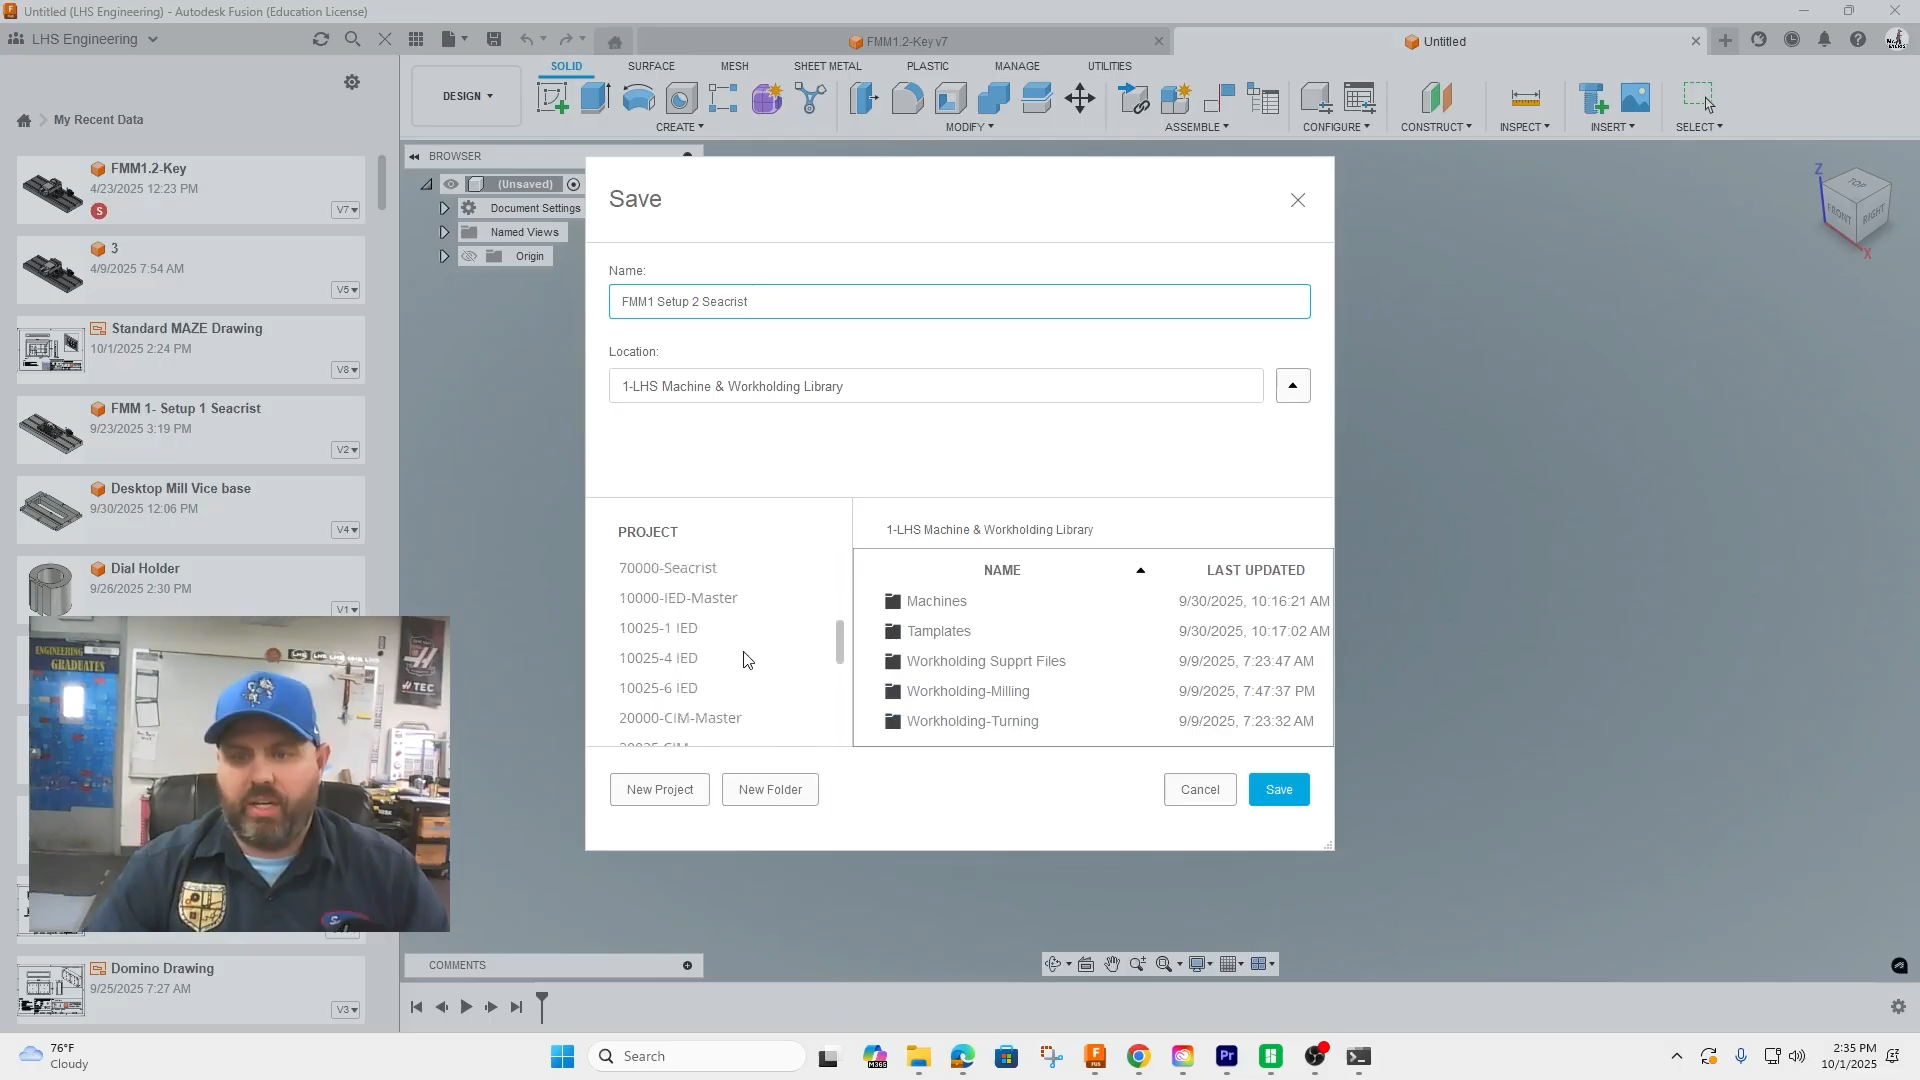 Untitled (LHS Engineering) - Autodesk Fusion (Education License)
LHS Engineering
FMM1.2-Key v7
Untitled
SOLID
SURFACE
MESH
SHEET METAL
PLASTIC
MANAGE
UTILITIES
DESIGN
CREATE
MODIFY
ASSEMBLE
CONFIGURE
CONSTRUCT
INSPECT
INSERT
SELECT
My Recent Data
FMM1.2-Key
4/23/2025 12:23 PM
S
V7
3
4/9/2025 7:54 AM
V5
Standard MAZE Drawing
10/1/2025 2:24 PM
V8
FMM 1- Setup 1 Seacrist
9/23/2025 3:19 PM
V2
Desktop Mill Vice base
9/30/2025 12:06 PM
V4
Dial Holder
9/26/2025 2:30 PM
V1
Domino Drawing
9/25/2025 7:27 AM
V3
BROWSER
(Unsaved)
Document Settings
Named Views
Origin
Z
TOP
FRONT
RIGHT
X
Save
Name:
FMM1 Setup 2 Seacrist
Location:
1-LHS Machine & Workholding Library
PROJECT
70000-Seacrist
10000-IED-Master
10025-1 IED
10025-4 IED
10025-6 IED
20000-CIM-Master
1-LHS Machine & Workholding Library
NAME
LAST UPDATED
Machines
9/30/2025, 10:16:21 AM
Tamplates
9/30/2025, 10:17:02 AM
Workholding Supprt Files
9/9/2025, 7:23:47 AM
Workholding-Milling
9/9/2025, 7:47:37 PM
Workholding-Turning
9/9/2025, 7:23:32 AM
New Project
New Folder
Cancel
Save
ENGINEERING
GRADUATES
TEC
COMMENTS
76°F
Cloudy
Search
2:35 PM
10/1/2025